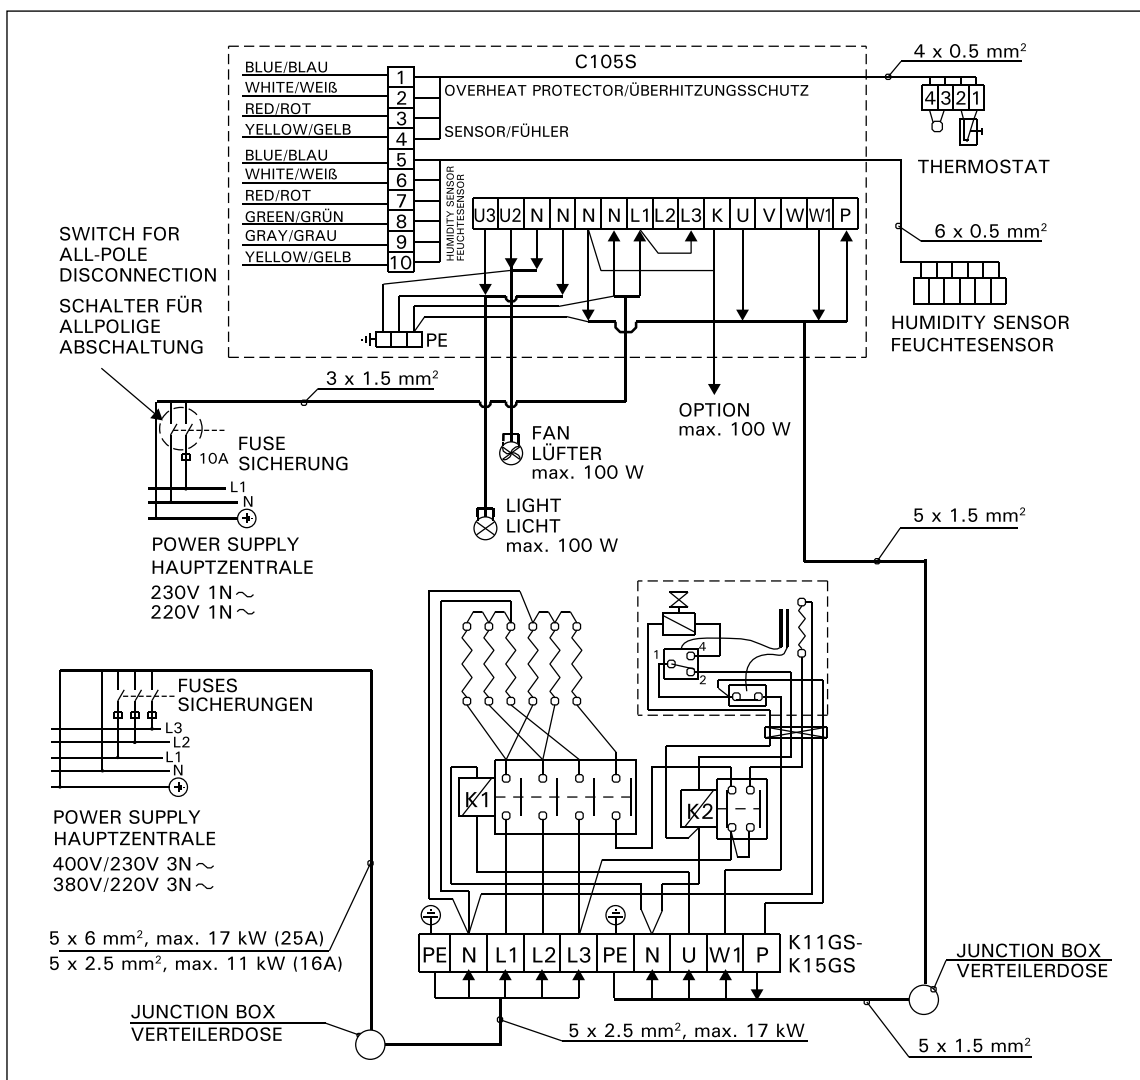 C105S
4 x 0.5 mm²
BLUE/BLAU 1
WHITE/WEIß 2
RED/ROT 3
YELLOW/GELB 4
BLUE/BLAU 5
WHITE/WEIß 6
RED/ROT 7
GREEN/GRÜN 8
GRAY/GRAU 9
YELLOW/GELB 10
OVERHEAT PROTECTOR/ÜBERHITZUNGSSCHUTZ
SENSOR/FÜHLER
HUMIDITY SENSOR
FEUCHTESENSOR
4 3 2 1
THERMOSTAT
U3 U2 N N N N L1 L2 L3 K U V W W1 P
6 x 0.5 mm²
HUMIDITY SENSOR
FEUCHTESENSOR
SWITCH FOR
ALL-POLE
DISCONNECTION
SCHALTER FÜR
ALLPOLIGE
ABSCHALTUNG
PE
3 x 1.5 mm²
OPTION
max. 100 W
FUSE
SICHERUNG
10A
L1
N
FAN
LÜFTER
max. 100 W
LIGHT
LICHT
max. 100 W
POWER SUPPLY
HAUPTZENTRALE
230V 1N～
220V 1N～
5 x 1.5 mm²
1
4
2
FUSES
SICHERUNGEN
L3
L2
L1
N
POWER SUPPLY
HAUPTZENTRALE
400V/230V 3N～
380V/220V 3N～
K1
K2
5 x 6 mm², max. 17 kW (25A)
5 x 2.5 mm², max. 11 kW (16A)
PE N L1 L2 L3 PE N U W1 P
K11GS-
K15GS
JUNCTION BOX
VERTEILERDOSE
JUNCTION BOX
VERTEILERDOSE
5 x 2.5 mm², max. 17 kW
5 x 1.5 mm²